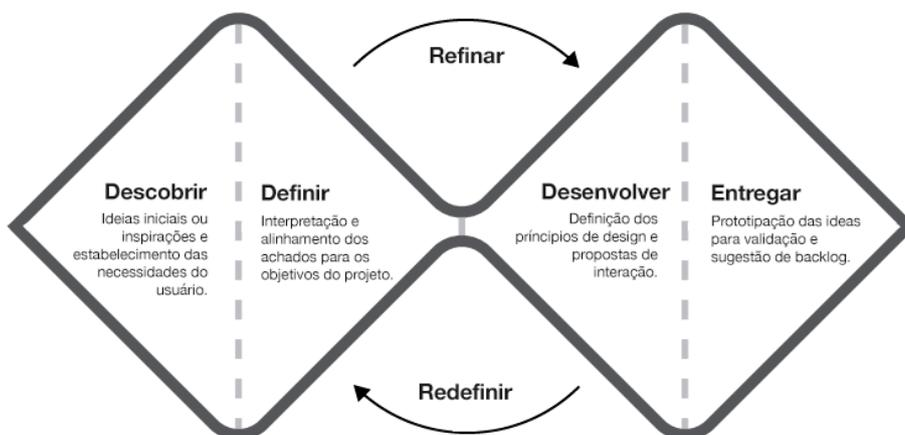 Refinar
Descobrir
Ideias iniciais ou
inspirações e
estabelecimento das
necessidades do
usuário.
Definir
Interpretação e
alinhamento dos
achados para os
objetivos do projeto.
Desenvolver
Definição dos
príncipios de design e
propostas de
interação.
Entregar
Prototipação das ideias
para validação e
sugestão de backlog.
Redefinir